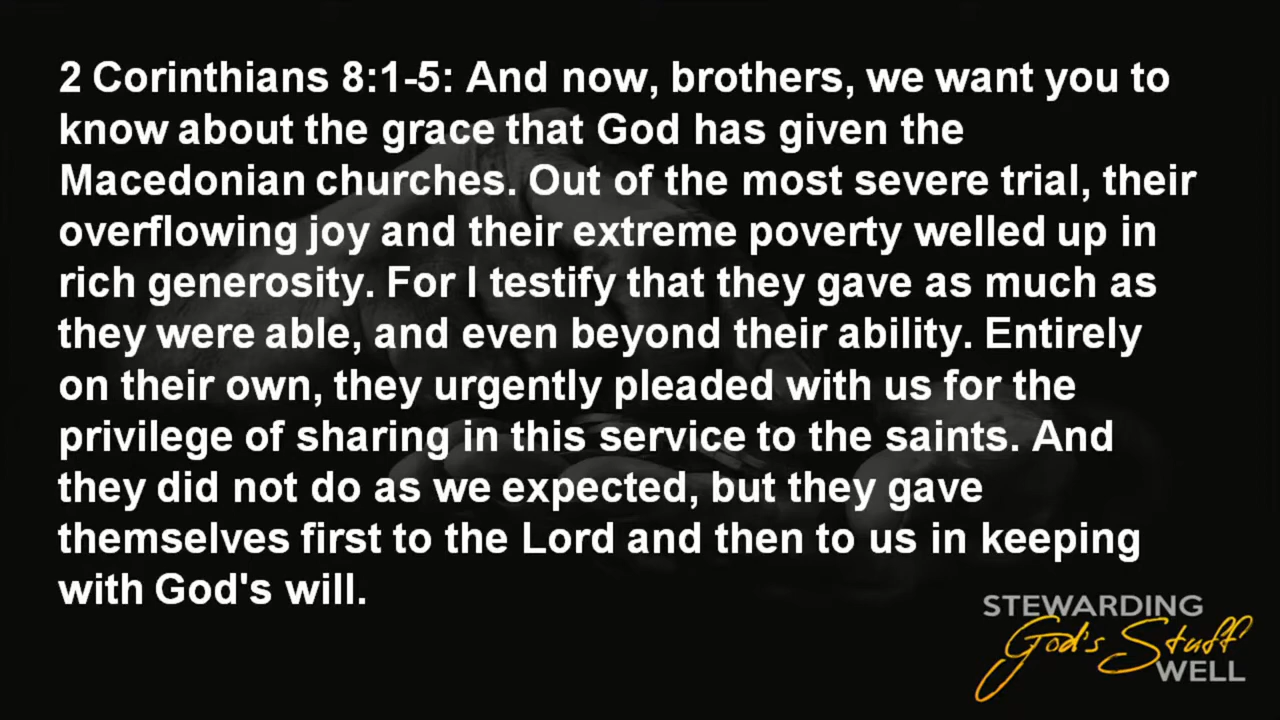 2 Corinthians 8:1-5: And now, brothers, we want you to
know about the grace that God has given the
Macedonian churches. Out of the most severe trial, their
overflowing joy and their extreme poverty welled up in
rich generosity. For I testify that they gave as much as
they were able, and even beyond their ability. Entirely
on their own, they urgently pleaded with us for the
privilege of sharing in this service to the saints. And
they did not do as we expected, but they gave
themselves first to the Lord and then to us in keeping
with God's will.
STEWARDING
God's Stuff
WELL